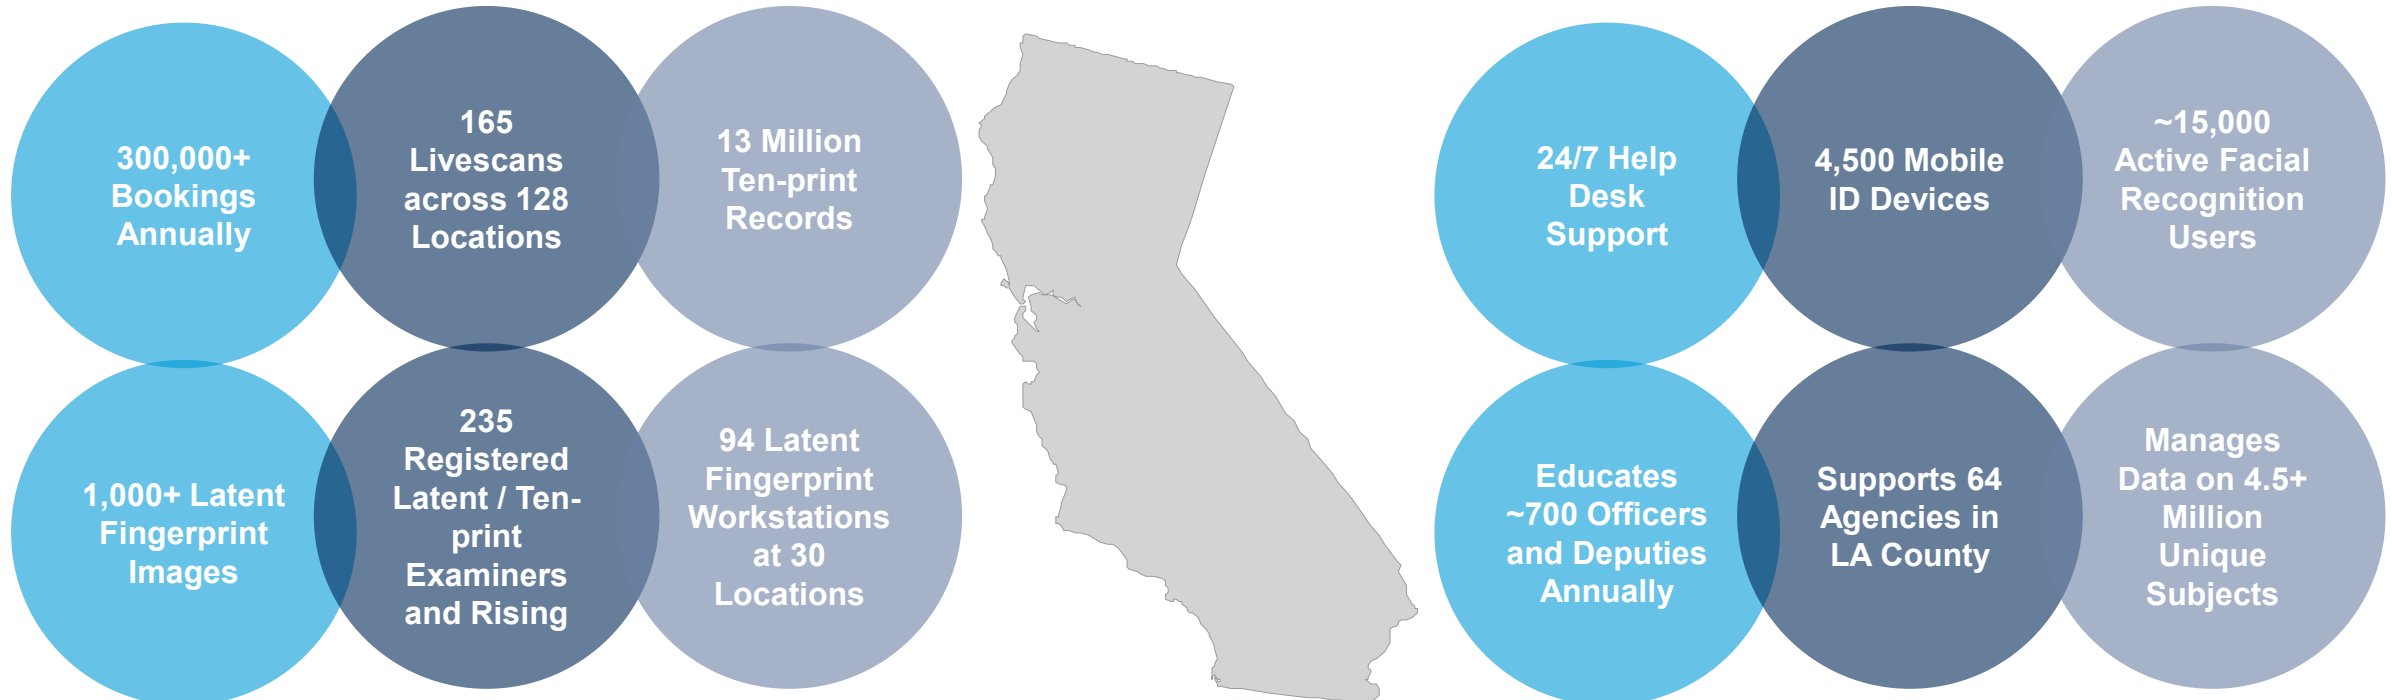 300,000+
Bookings
Annually
165
Livescans
across 128
Locations
13 Million
Ten-print
Records
24/7 Help
Desk
Support
4,500 Mobile
ID Devices
~15,000
Active Facial
Recognition
Users
1,000+ Latent
Fingerprint
Images
235
Registered
Latent / Ten-
print
Examiners
and Rising
94 Latent
Fingerprint
Workstations
at 30
Locations
Educates
~700 Officers
and Deputies
Annually
Supports 64
Agencies in
LA County
Manages
Data on 4.5+
Million
Unique
Subjects